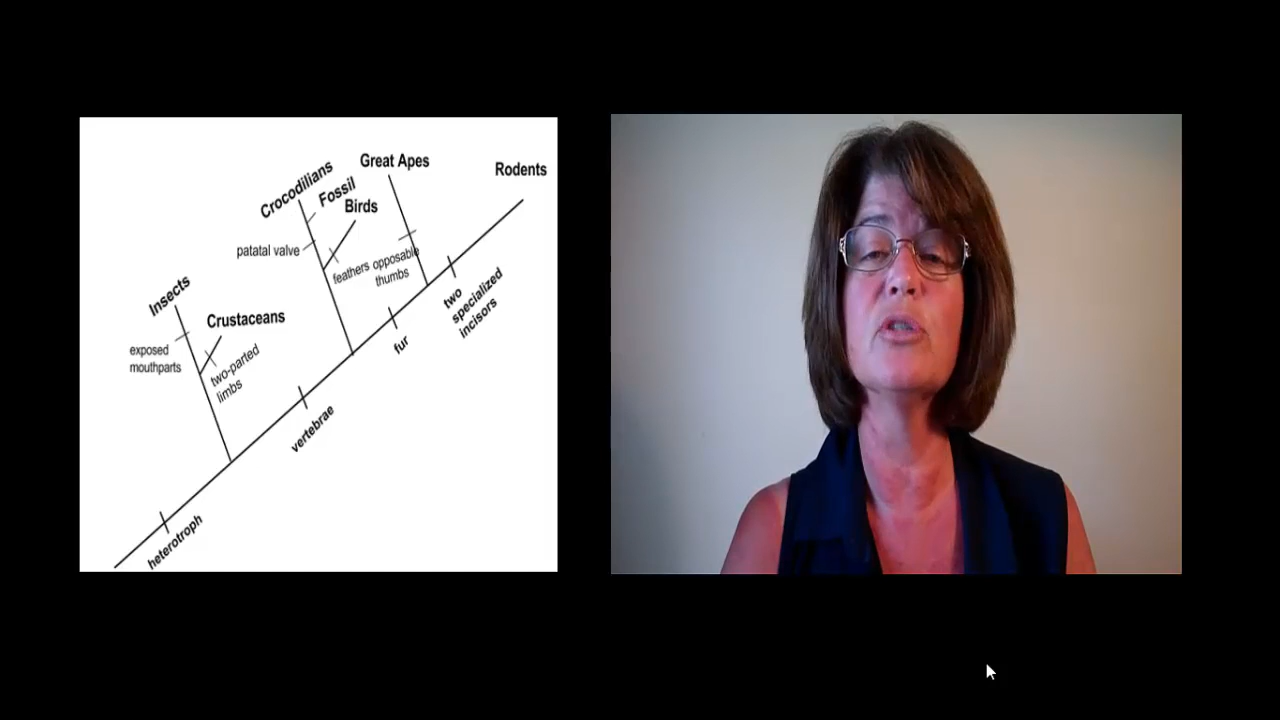 Great Apes
Rodents
Crocodilians
Fossil
Birds
patatal valve
feathers
opposable
thumbs
Insects
Crustaceans
exposed
mouthparts
two-parted
limbs
two
specialized
incisors
fur
vertebrae
heterotroph